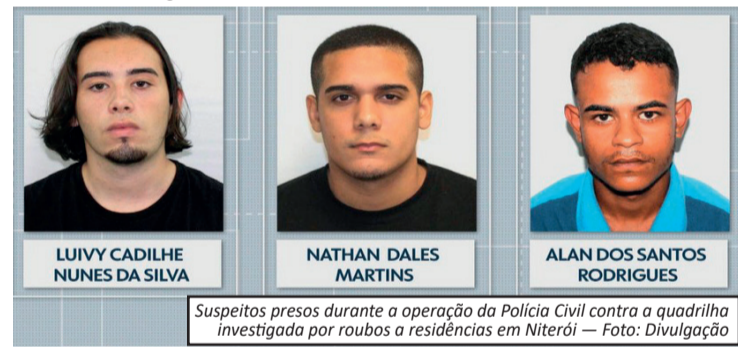 LUIVY CADILHE
NUNES DA SILVA
NATHAN DALES
MARTINS
ALAN DOS SANTOS
RODRIGUES
Suspeitos presos durante a operação da Polícia Civil contra a quadrilha
investigada por roubos a residências em Niterói — Foto: Divulgação